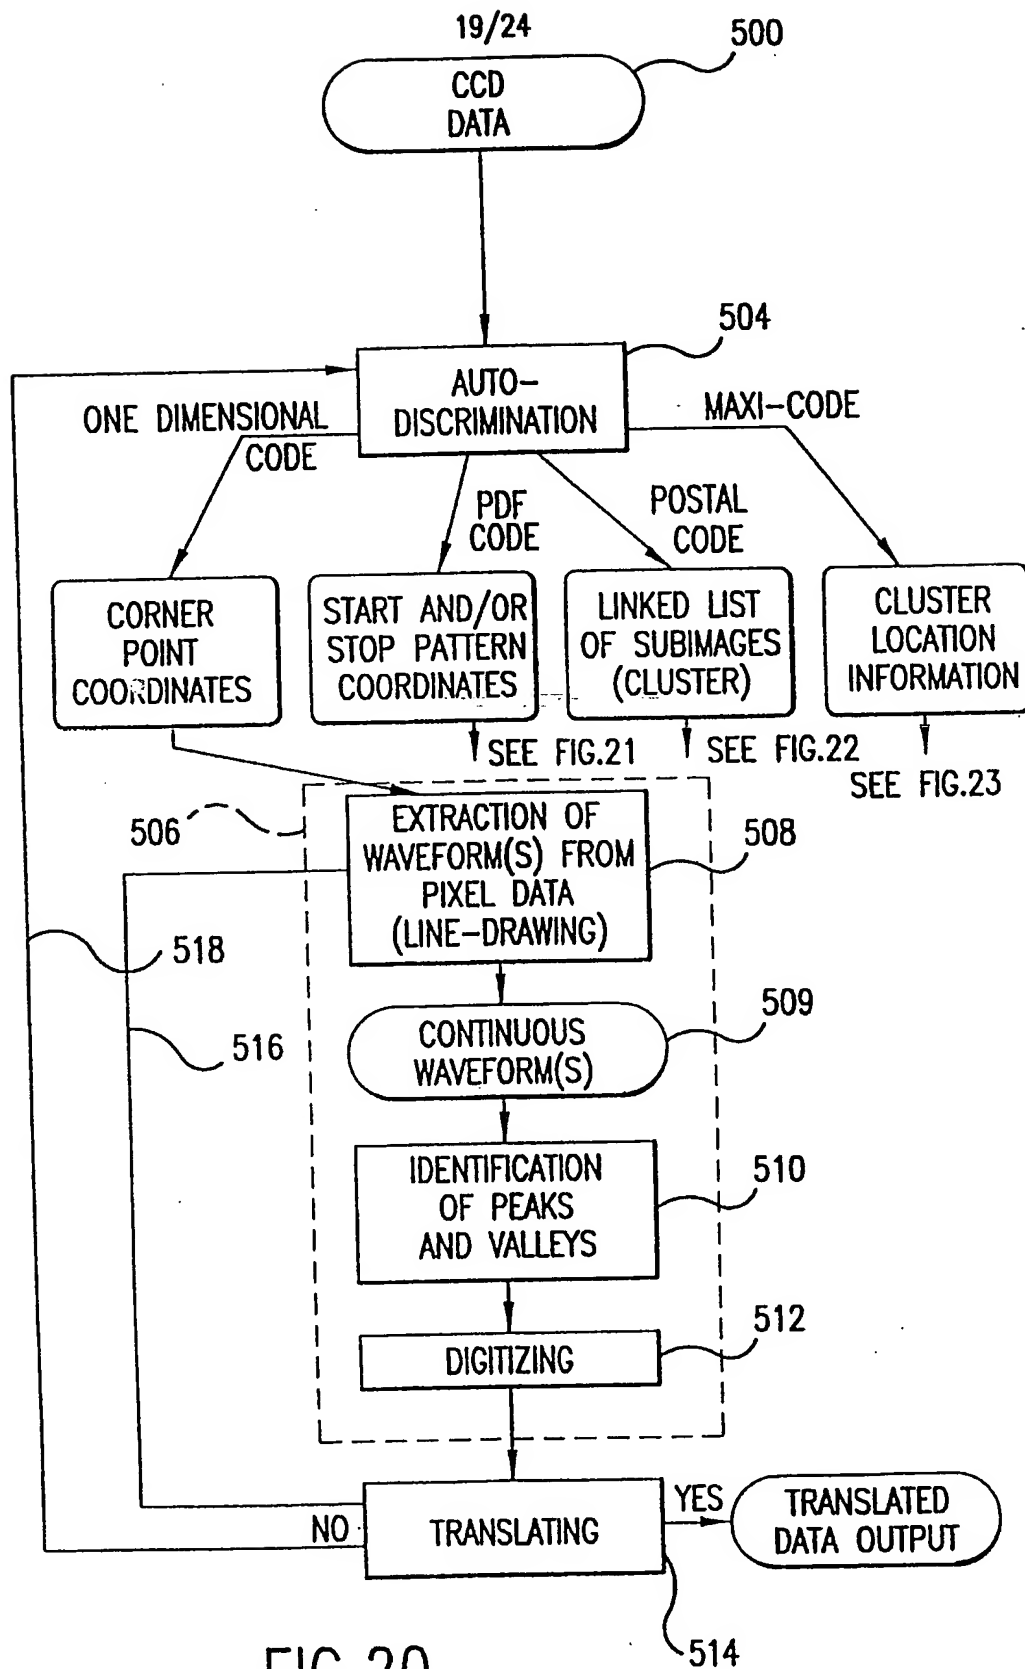 19/24
500
CCD
DATA
504
AUTO-
DISCRIMINATION
ONE DIMENSIONAL
CODE
MAXI-CODE
PDF
CODE
POSTAL
CODE
CORNER
POINT
COORDINATES
START AND/OR
STOP PATTERN
COORDINATES
LINKED LIST
OF SUBIMAGES
(CLUSTER)
CLUSTER
LOCATION
INFORMATION
SEE FIG.21
SEE FIG.22
SEE FIG.23
506
EXTRACTION OF
WAVEFORM(S) FROM
PIXEL DATA
(LINE-DRAWING)
508
518
516
CONTINUOUS
WAVEFORM(S)
509
IDENTIFICATION
OF PEAKS
AND VALLEYS
510
DIGITIZING
512
NO
TRANSLATING
YES
TRANSLATED
DATA OUTPUT
514
FIG.20